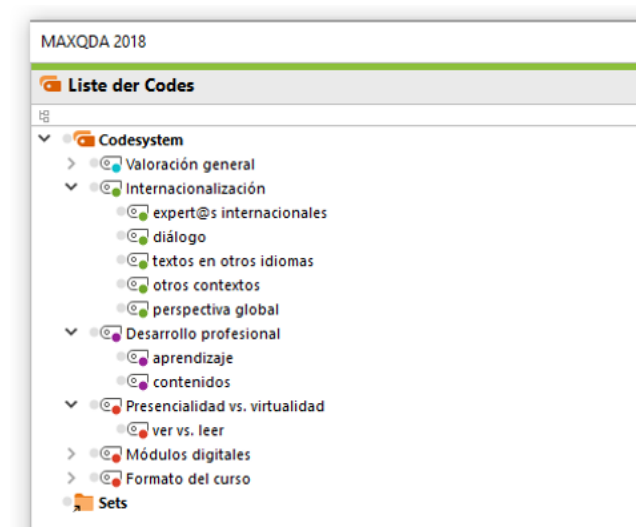 MAXQDA 2018
Liste der Codes
Codesystem
Valoración general
Internacionalización
expert@s internacionales
diálogo
textos en otros idiomas
otros contextos
perspectiva global
Desarrollo profesional
aprendizaje
contenidos
Presencialidad vs. virtualidad
ver vs. leer
Módulos digitales
Formato del curso
Sets